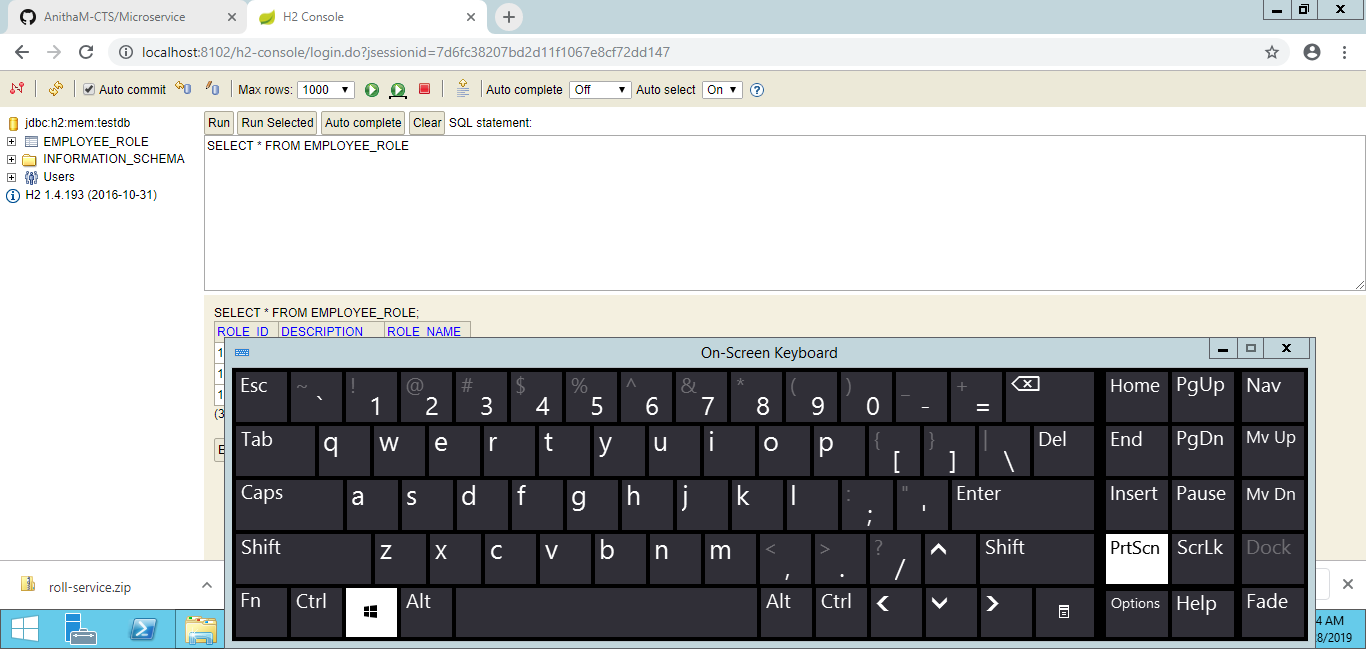 AnithaM-CTS/Microservice
H2 Console
localhost:8102/h2-console/login.do?jsessionid=7d6fc38207bd2d11f1067e8cf72dd147
Auto commit Max rows: 1000 Auto complete Off Auto select On
jdbc:h2:mem:testdb
EMPLOYEE_ROLE
INFORMATION_SCHEMA
Users
H2 1.4.193 (2016-10-31)
Run Run Selected Auto complete Clear SQL statement:
SELECT * FROM EMPLOYEE_ROLE
SELECT * FROM EMPLOYEE_ROLE;
ROLE_ID DESCRIPTION ROLE_NAME
1
1
1
(3
E
On-Screen Keyboard
Esc ~ ` ! 1 @ 2 # 3 $ 4 % 5 ^ 6 & 7 * 8 ( 9 ) 0 _ - + = Home PgUp Nav
Tab q w e r t y u i o p { [ } ] | \ Del End PgDn Mv Up
Caps a s d f g h j k l : ; " ' Enter Insert Pause Mv Dn
Shift z x c v b n m < , > . ? / Shift PrtScn ScrLk Dock
Fn Ctrl Alt Alt Ctrl Options Help Fade
roll-service.zip
4 AM
8/2019